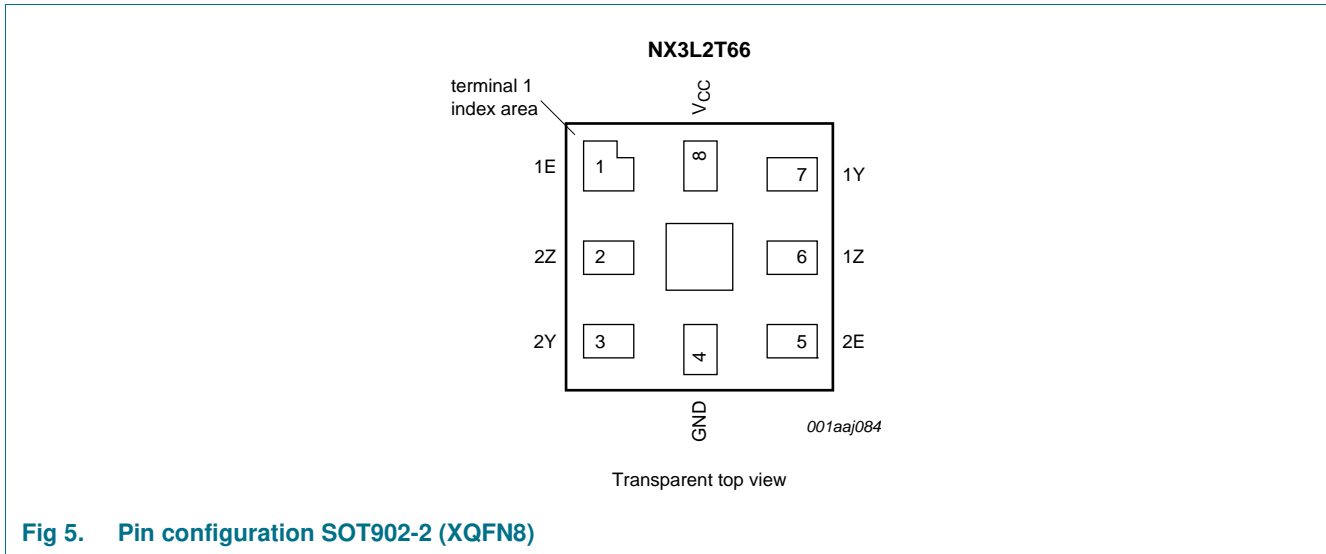 NX3L2T66
terminal 1
index area
VCC
1E 1 8 7 1Y
2Z 2 6 1Z
2Y 3 4 5 2E
GND
001aaj084
Transparent top view
Fig 5. Pin configuration SOT902-2 (XQFN8)